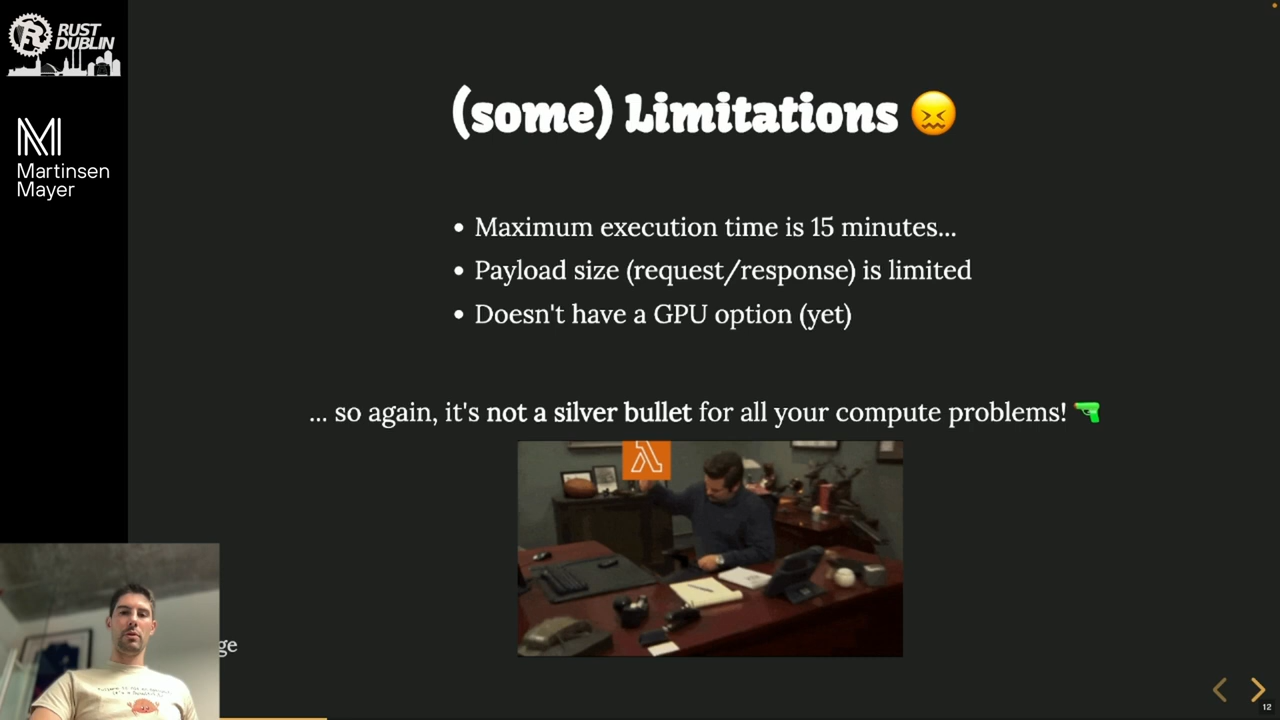 RUST
DUBLIN
Martinsen
Mayer
(some) Limitations 😖
• Maximum execution time is 15 minutes...
• Payload size (request/response) is limited
• Doesn't have a GPU option (yet)
... so again, it's not a silver bullet for all your compute problems! 🔫
λ
ge
12